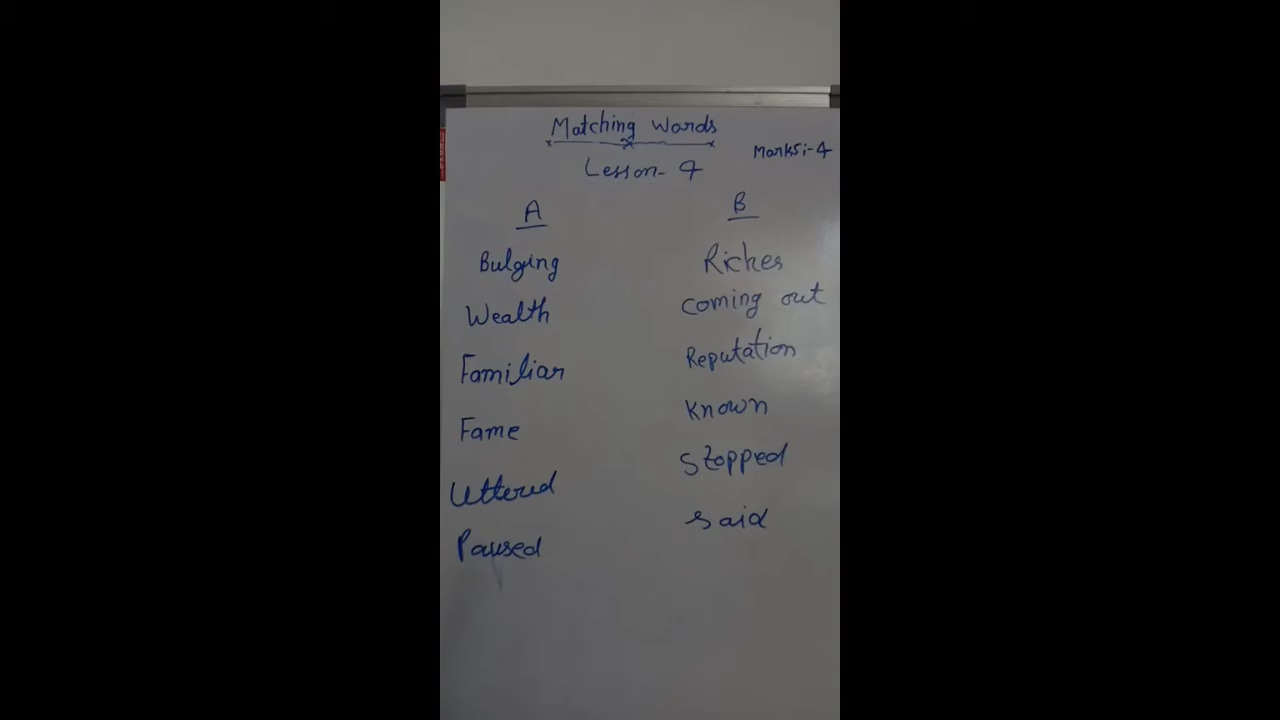 Matching Words
Marks:-4
Lesson-4
A B
Bulging Riches
Wealth Coming out
Familiar Reputation
Fame Known
Uttered Stopped
Paused Said